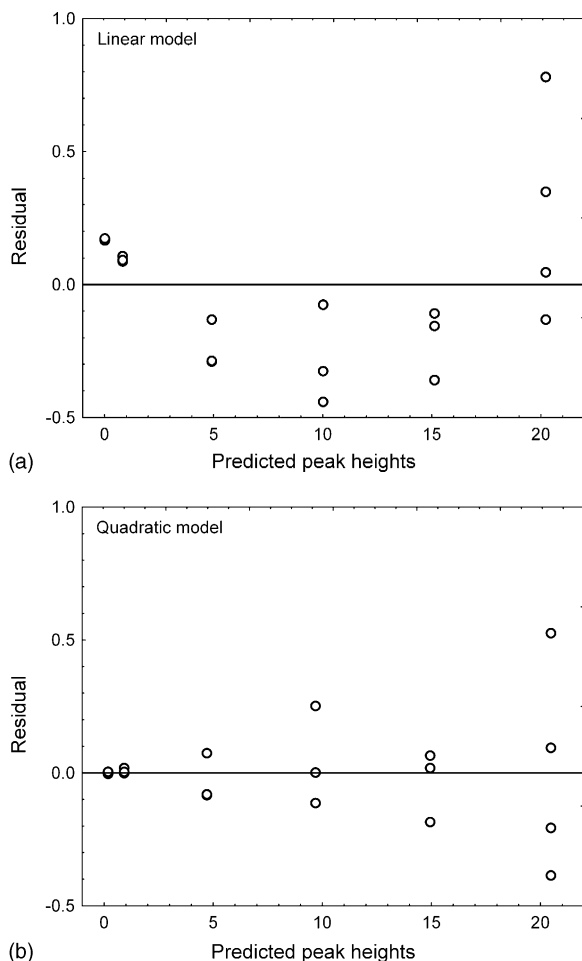 1.0
Linear model
0.5
Residual
0.0
-0.5
0 5 10 15 20
(a) Predicted peak heights
1.0
Quadratic model
0.5
Residual
0.0
-0.5
0 5 10 15 20
(b) Predicted peak heights